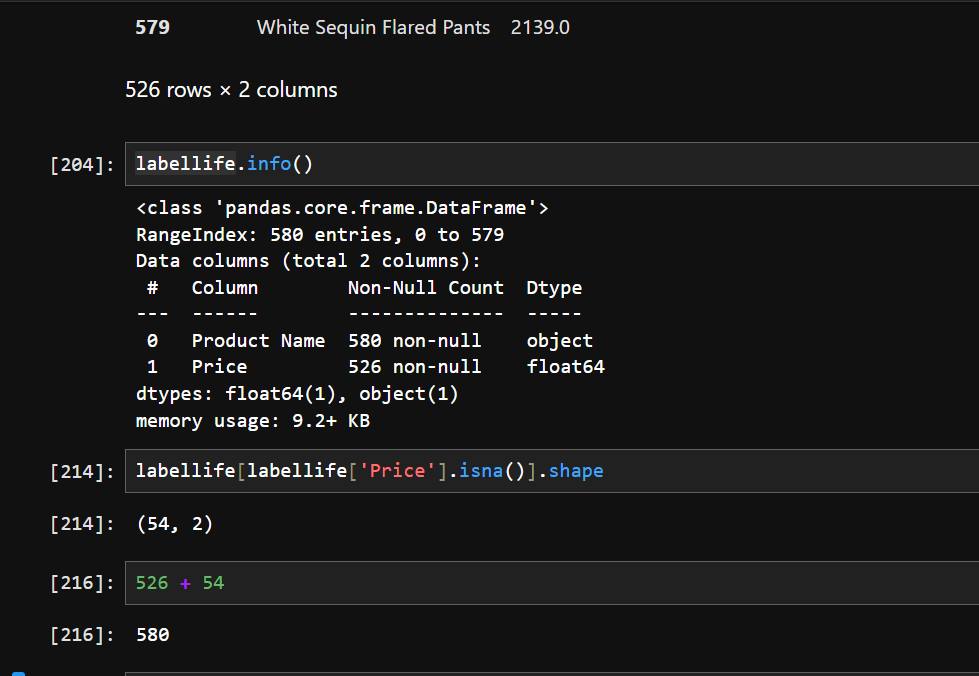 579 White Sequin Flared Pants 2139.0
526 rows × 2 columns
[204]: labellife.info()
<class 'pandas.core.frame.DataFrame'>
RangeIndex: 580 entries, 0 to 579
Data columns (total 2 columns):
 #   Column        Non-Null Count  Dtype
---  ------        --------------  -----
 0   Product Name  580 non-null    object
 1   Price         526 non-null    float64
dtypes: float64(1), object(1)
memory usage: 9.2+ KB
[214]: labellife[labellife['Price'].isna()].shape
[214]: (54, 2)
[216]: 526 + 54
[216]: 580